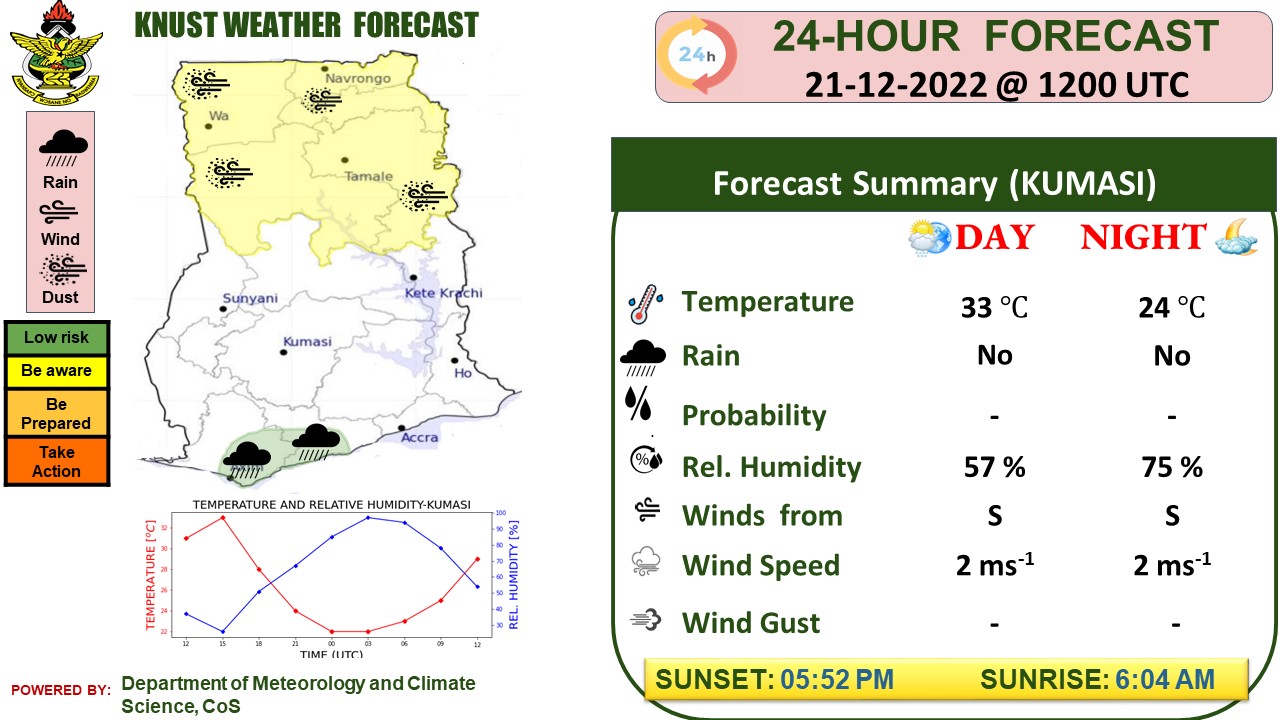 KNUST WEATHER FORECAST
Rain
Wind
Dust
Low risk
Be aware
Be
Prepared
Take
Action
Navrongo
Wa
Tamale
Kete Krachi
Sunyani
Kumasi
Ho
Accra
TEMPERATURE AND RELATIVE HUMIDITY-KUMASI
TEMPERATURE [°C]
32
30
28
26
24
22
100
90
80
70
60
50
40
30
REL. HUMIDITY [%]
12 15 18 21 00 03 06 09 12
TIME (UTC)
POWERED BY: Department of Meteorology and Climate
Science, CoS
24h
24-HOUR FORECAST
21-12-2022 @ 1200 UTC
Forecast Summary (KUMASI)
DAY NIGHT
Temperature 33 °C 24 °C
Rain No No
Probability - -
% Rel. Humidity 57 % 75 %
Winds from S S
Wind Speed 2 ms⁻¹ 2 ms⁻¹
Wind Gust - -
SUNSET: 05:52 PM SUNRISE: 6:04 AM